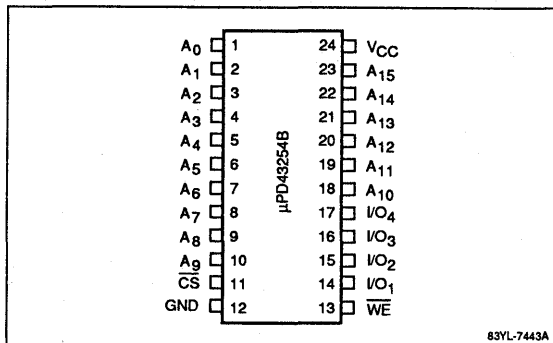 A0 1 24 VCC
A1 2 23 A15
A2 3 22 A14
A3 4 21 A13
A4 5 20 A12
A5 6 19 A11
A6 7 18 A10
A7 8 17 I/O4
A8 9 16 I/O3
A9 10 15 I/O2
CS 11 14 I/O1
GND 12 13 WE
µPD43254B
83YL-7443A